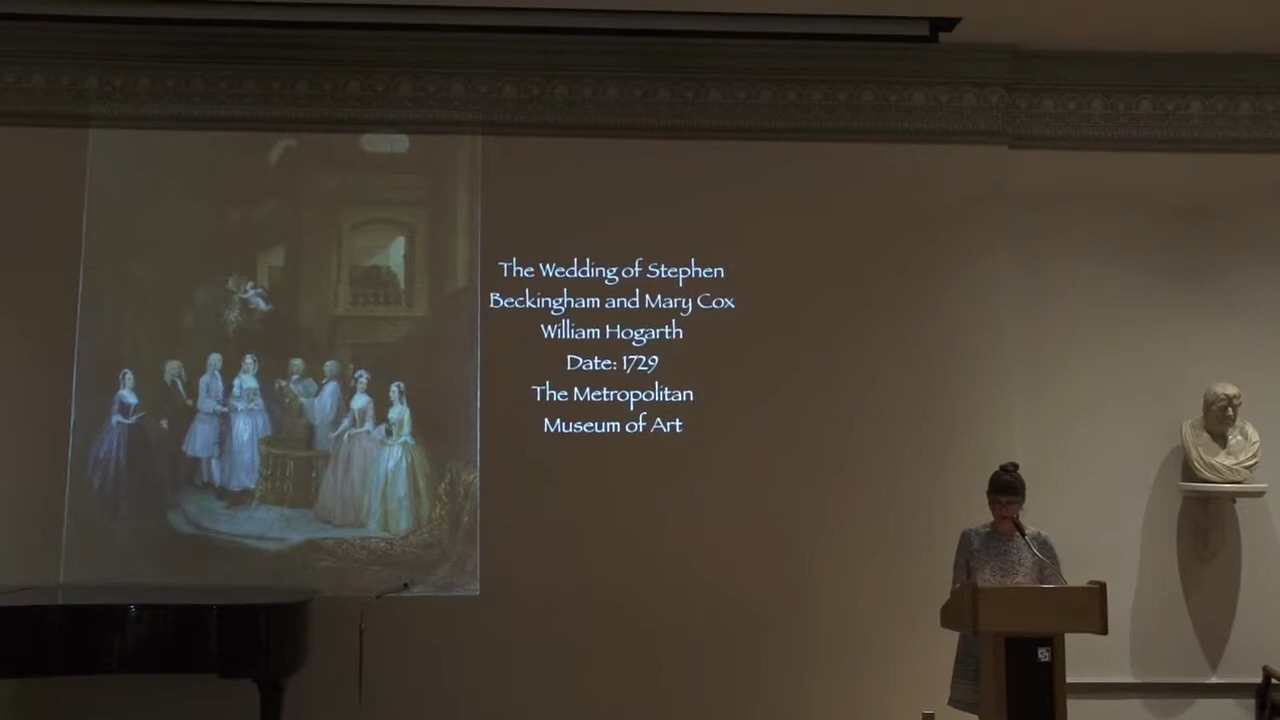 The Wedding of Stephen
Beckingham and Mary Cox
William Hogarth
Date: 1729
The Metropolitan
Museum of Art